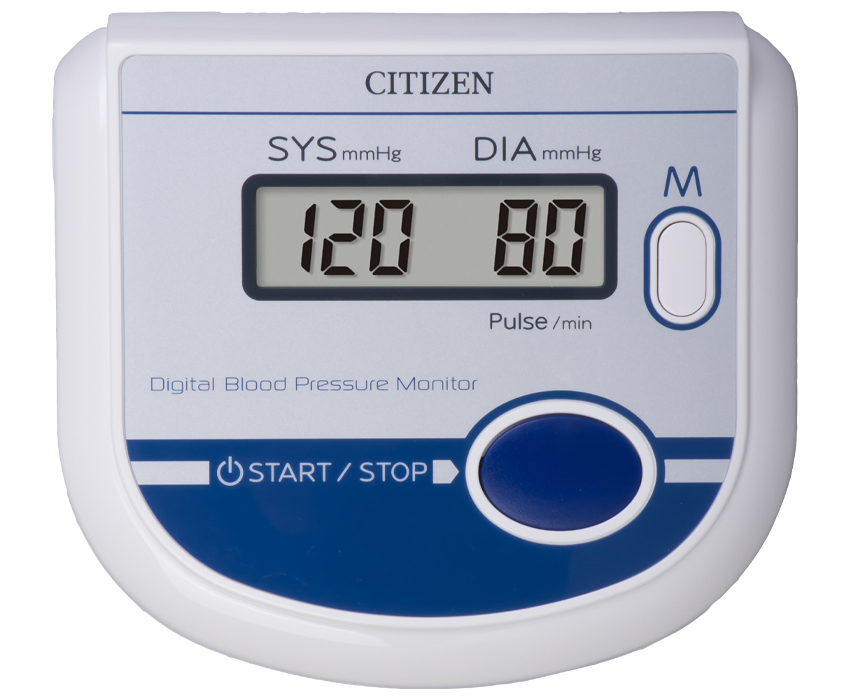 CITIZEN
SYS mmHg DIA mmHg
M
120 80
Pulse /min
Digital Blood Pressure Monitor
START / STOP